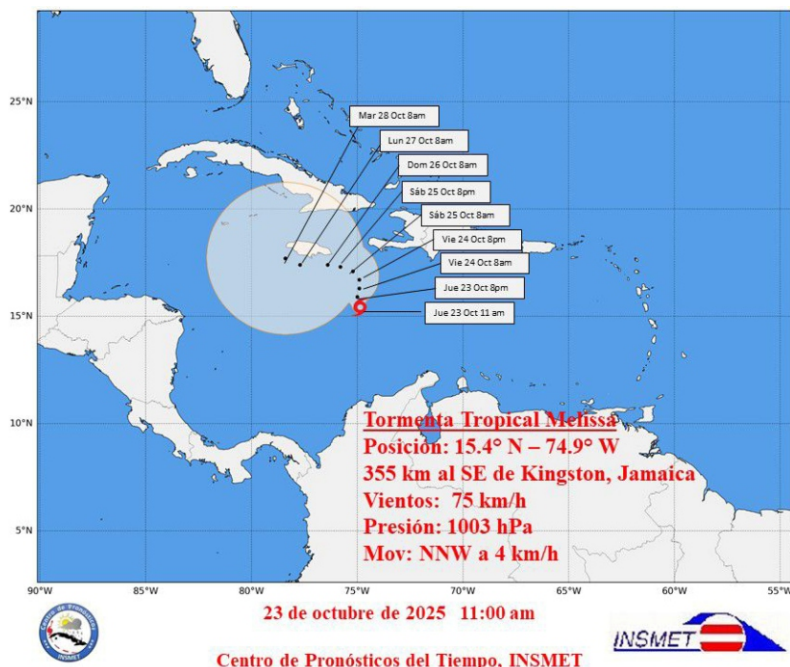 25°N
20°N
15°N
10°N
5°N
90°W
85°W
80°W
75°W
70°W
65°W
60°W
55°W
Mar 28 Oct 8am
Lun 27 Oct 8am
Dom 26 Oct 8am
Sáb 25 Oct 8pm
Sáb 25 Oct 8am
Vie 24 Oct 8pm
Vie 24 Oct 8am
Jue 23 Oct 8pm
Jue 23 Oct 11 am
Tormenta Tropical Melissa
Posición: 15.4° N – 74.9° W
355 km al SE de Kingston, Jamaica
Vientos: 75 km/h
Presión: 1003 hPa
Mov: NNW a 4 km/h
23 de octubre de 2025 11:00 am
Centro de Pronósticos del Tiempo, INSMET
Centro de Pronósticos
INSMET
INSMET